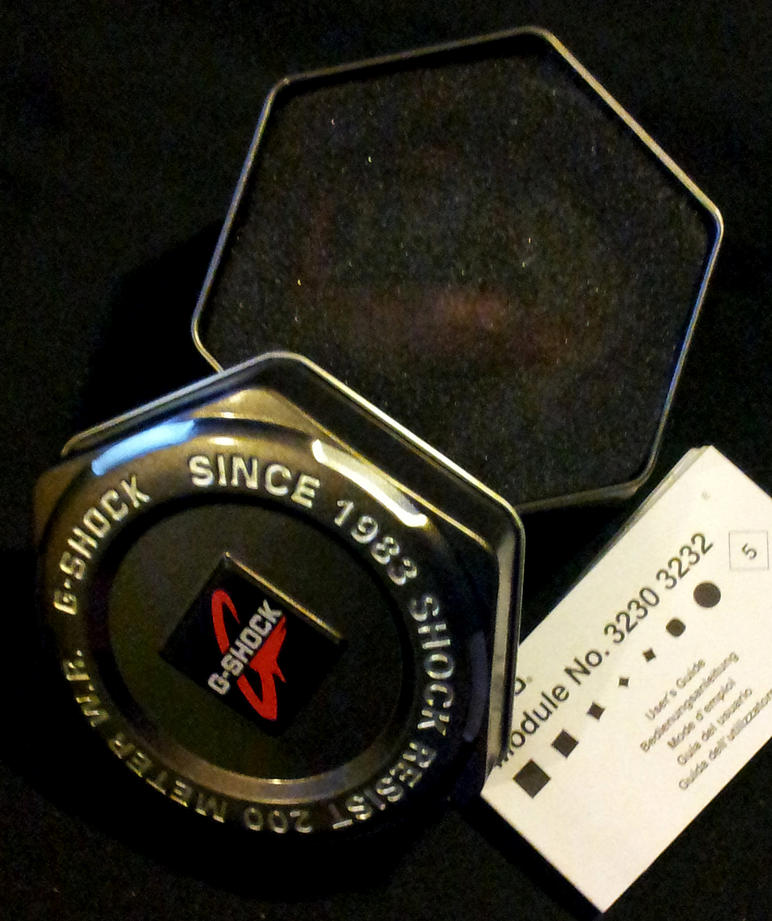 G-SHOCK SINCE 1983 SHOCK RESIST 200 METER W.R.
G-SHOCK
5
Module No. 3230 3232
User's Guide
Bedienungsanleitung
Mode d'emploi
Guía del usuario
Guida dell'utilizzatore